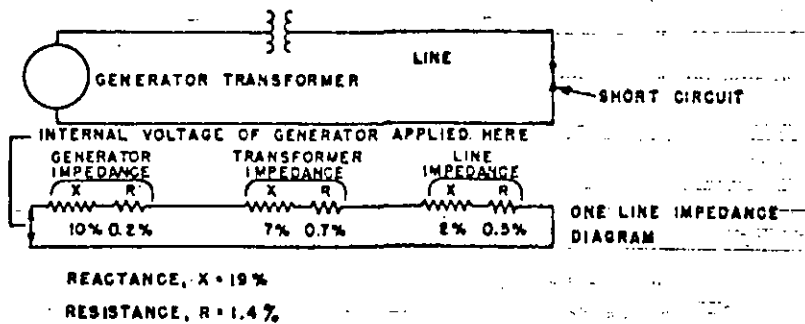 LINE
GENERATOR TRANSFORMER
SHORT CIRCUIT
INTERNAL VOLTAGE OF GENERATOR APPLIED HERE
GENERATOR IMPEDANCE
TRANSFORMER IMPEDANCE
LINE IMPEDANCE
X R X R X R
10% 0.2% 7% 0.7% 2% 0.5%
ONE LINE IMPEDANCE
DIAGRAM
REACTANCE, X = 19%
RESISTANCE, R = 1.4%